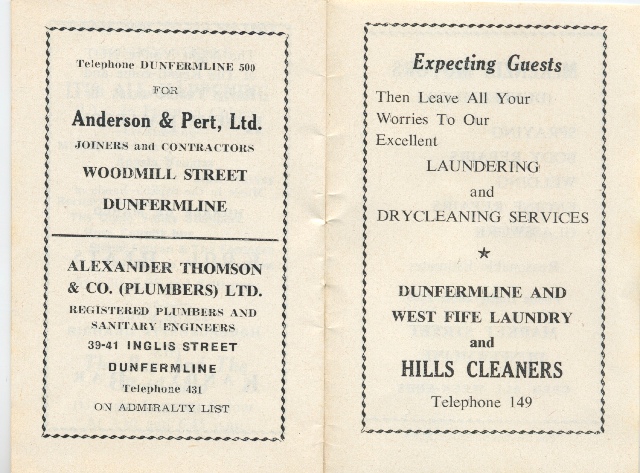 Telephone DUNFERMLINE 500
FOR
Anderson & Pert, Ltd.
JOINERS and CONTRACTORS
WOODMILL STREET
DUNFERMLINE
ALEXANDER THOMSON
& CO. (PLUMBERS) LTD.
REGISTERED PLUMBERS AND
SANITARY ENGINEERS
39-41 INGLIS STREET
DUNFERMLINE
Telephone 431
ON ADMIRALTY LIST
Expecting Guests
Then Leave All Your
Worries To Our
Excellent
LAUNDERING
and
DRYCLEANING SERVICES
★
DUNFERMLINE AND
WEST FIFE LAUNDRY
and
HILLS CLEANERS
Telephone 149